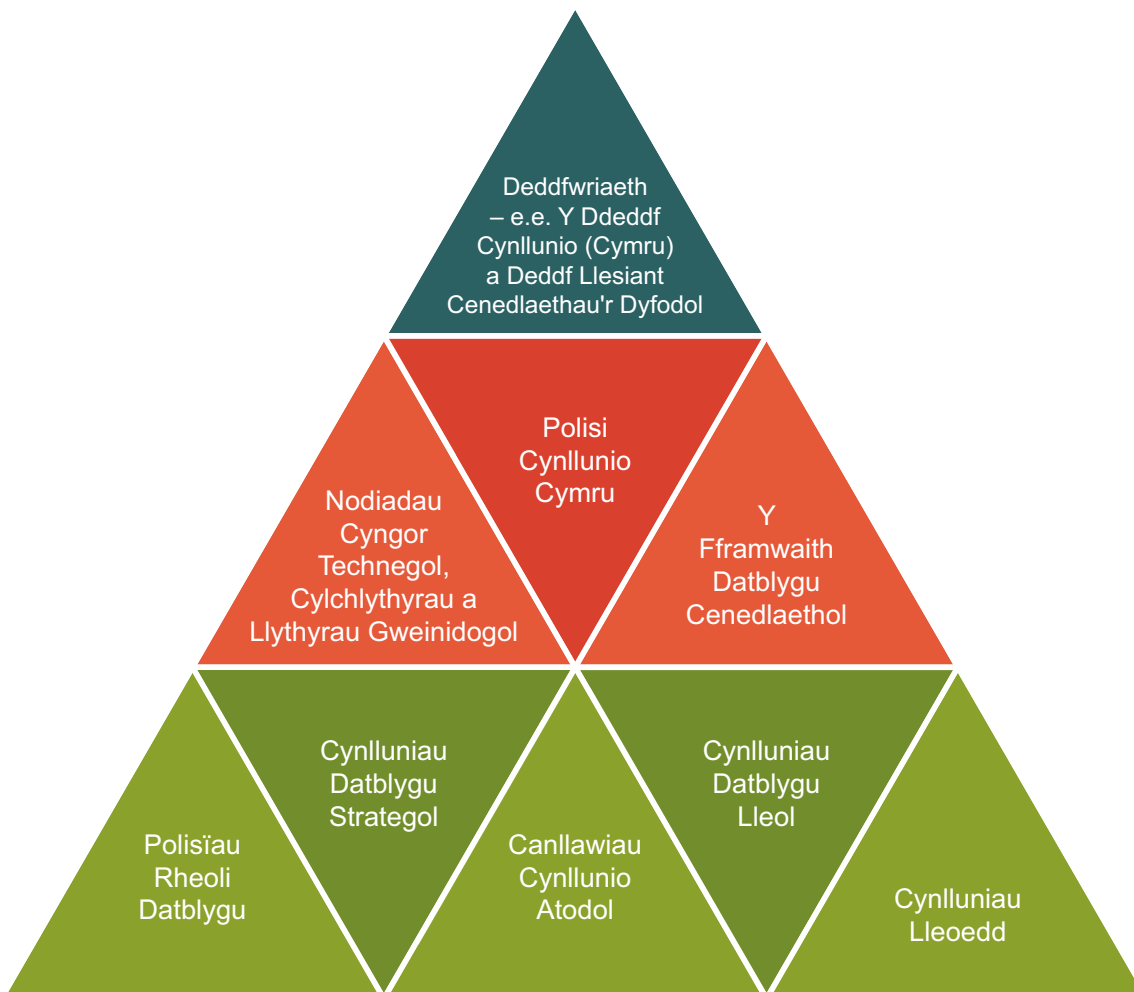 Deddfwriaeth
– e.e. Y Ddeddf
Cynllunio (Cymru)
a Deddf Llesiant
Cenedlaethau'r Dyfodol
Polisi
Cynllunio
Cymru
Nodiadau
Cyngor
Technegol,
Cylchlythyrau a
Llythyrau Gweinidogol
Y
Fframwaith
Datblygu
Cenedlaethol
Polisïau
Rheoli
Datblygu
Cynlluniau
Datblygu
Strategol
Canllawiau
Cynllunio
Atodol
Cynlluniau
Datblygu
Lleol
Cynlluniau
Lleoedd